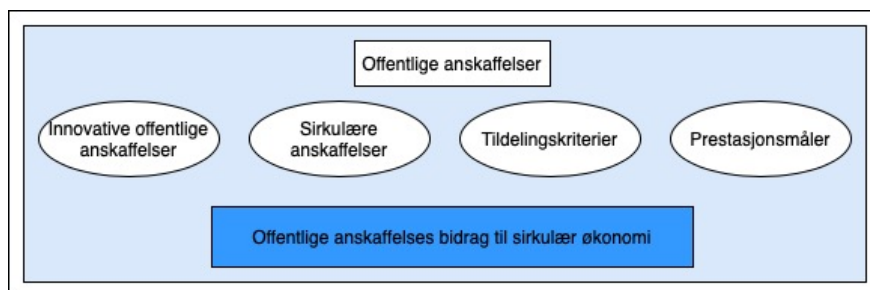 Offentlige anskaffelser
Innovative offentlige
anskaffelser
Sirkulære
anskaffelser
Tildelingskriterier
Prestasjonsmåler
Offentlige anskaffelses bidrag til sirkulær økonomi